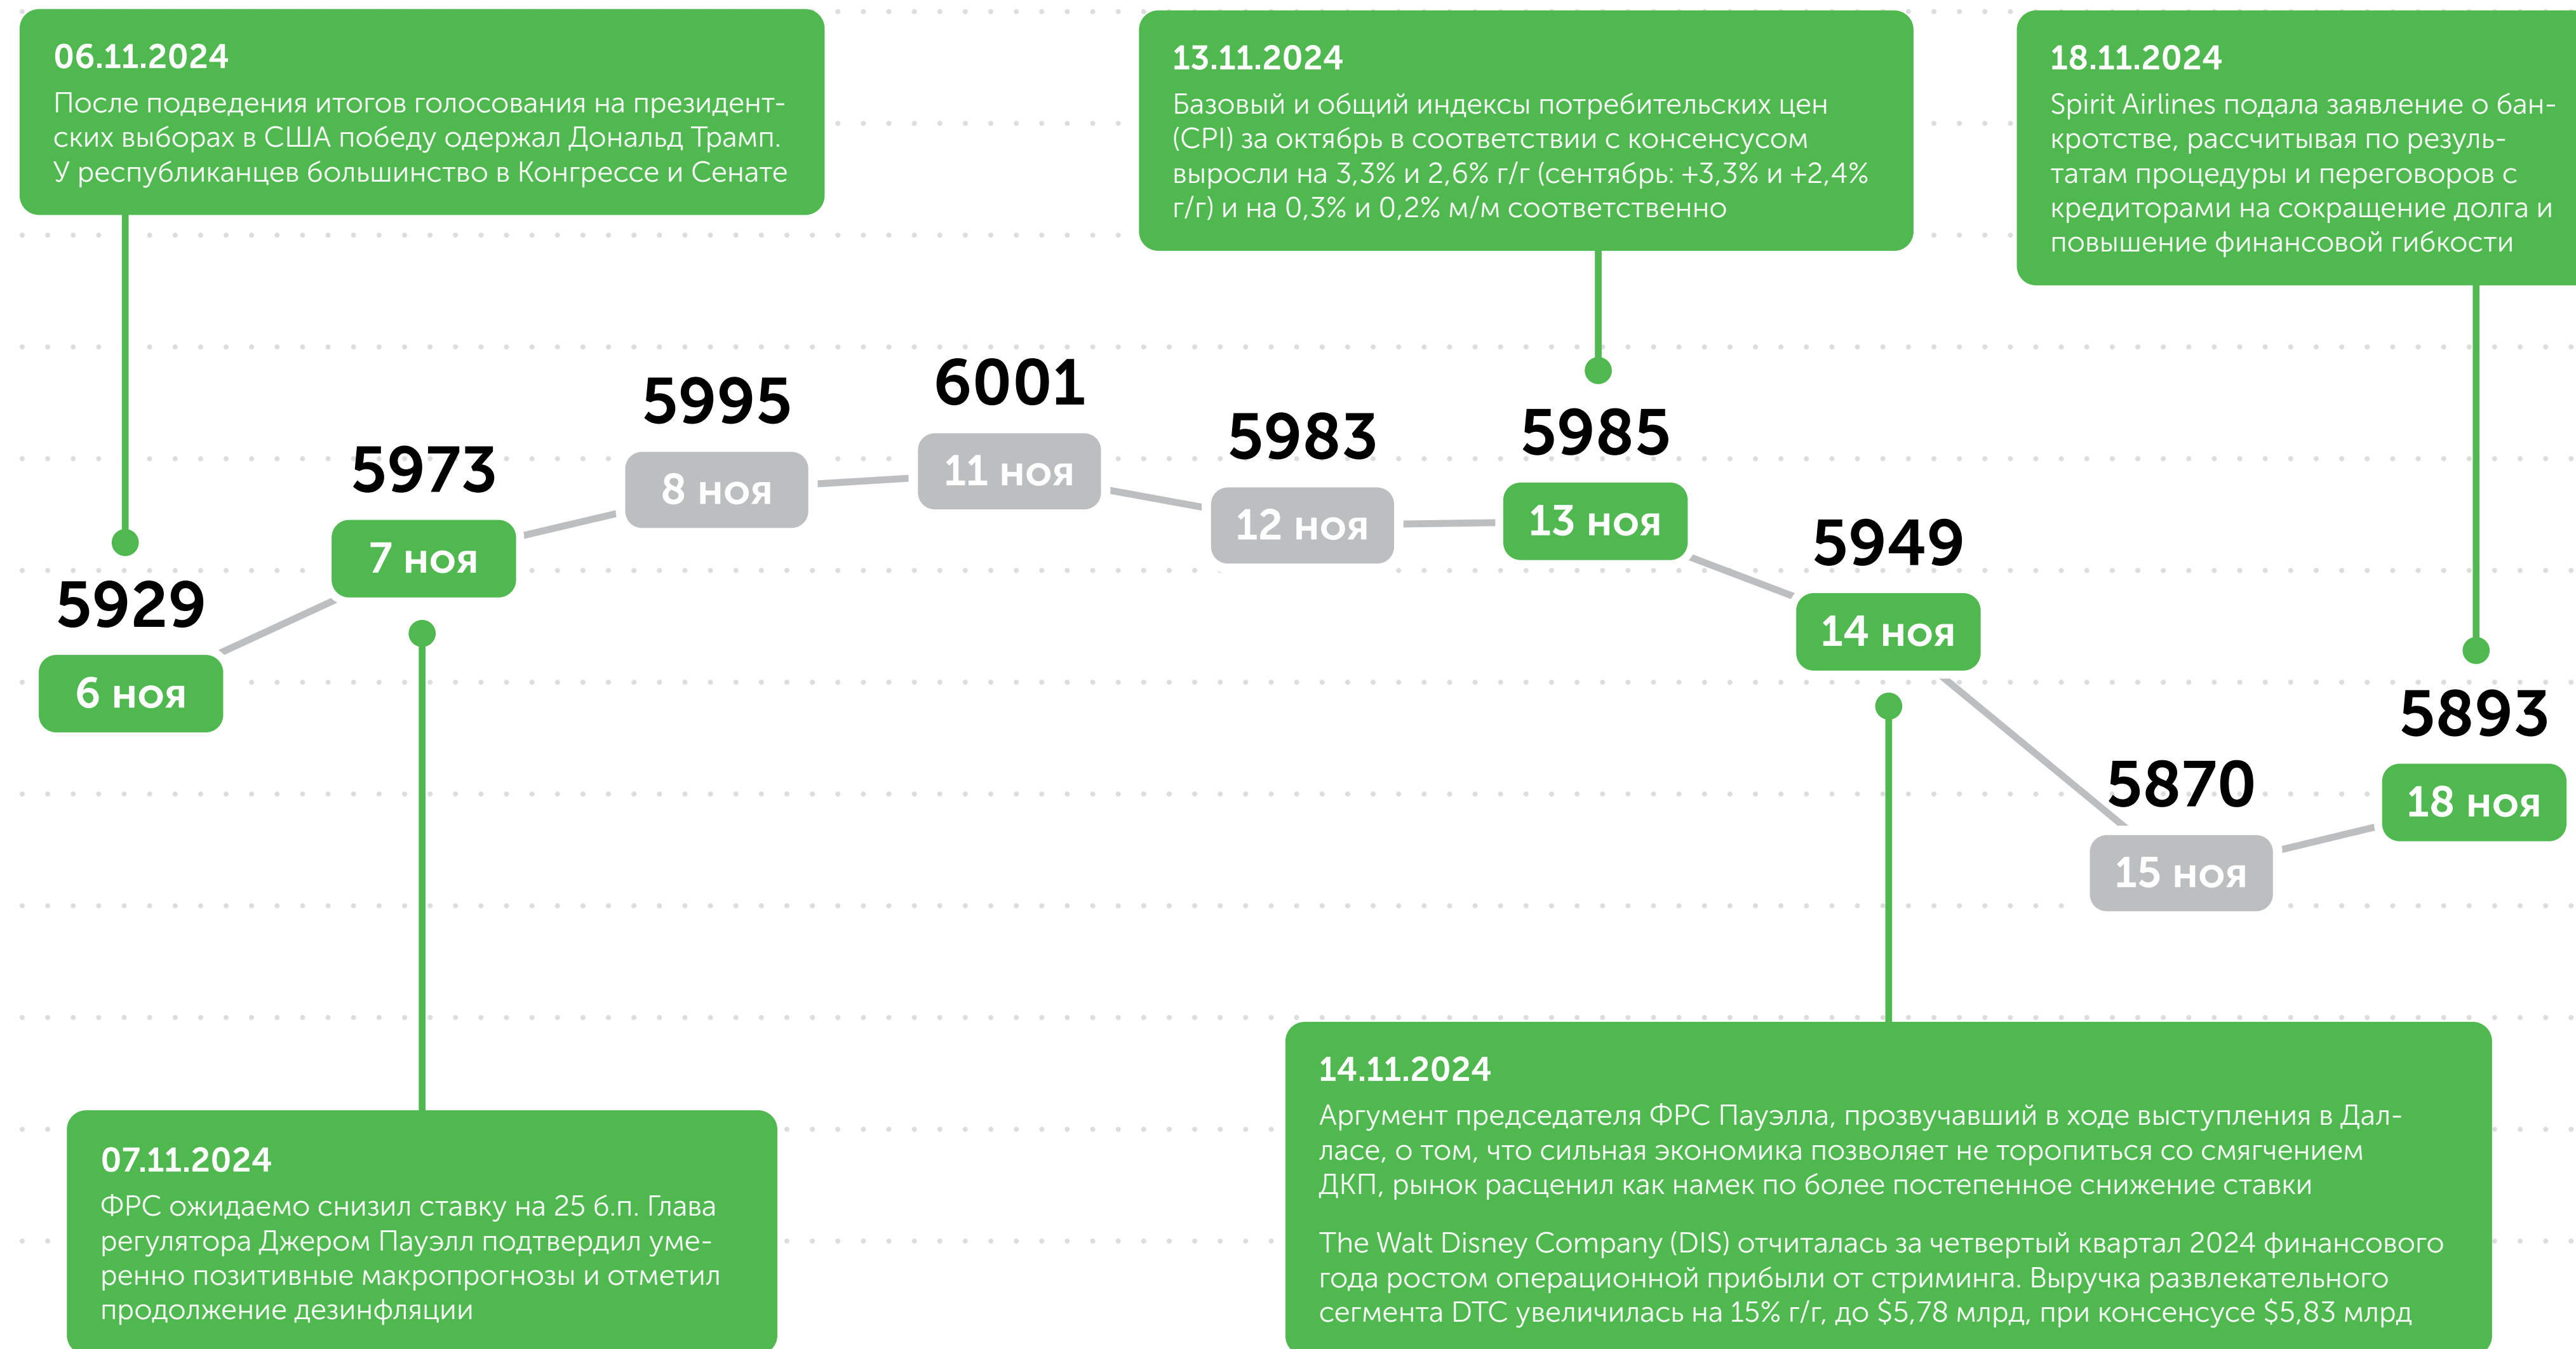 06.11.2024
После подведения итогов голосования на президент-
ских выборах в США победу одержал Дональд Трамп.
У республиканцев большинство в Конгрессе и Сенате
13.11.2024
Базовый и общий индексы потребительских цен
(CPI) за октябрь в соответствии с консенсусом
выросли на 3,3% и 2,6% г/г (сентябрь: +3,3% и +2,4%
г/г) и на 0,3% и 0,2% м/м соответственно
18.11.2024
Spirit Airlines подала заявление о бан-
кротстве, рассчитывая по резуль-
татам процедуры и переговоров с
кредиторами на сокращение долга и
повышение финансовой гибкости
5929
6 ноя
5973
7 ноя
5995
8 ноя
6001
11 ноя
5983
12 ноя
5985
13 ноя
5949
14 ноя
5870
15 ноя
5893
18 ноя
07.11.2024
ФРС ожидаемо снизил ставку на 25 б.п. Глава
регулятора Джером Пауэлл подтвердил уме-
ренно позитивные макропрогнозы и отметил
продолжение дезинфляции
14.11.2024
Аргумент председателя ФРС Пауэлла, прозвучавший в ходе выступления в Дал-
ласе, о том, что сильная экономика позволяет не торопиться со смягчением
ДКП, рынок расценил как намек по более постепенное снижение ставки
The Walt Disney Company (DIS) отчиталась за четвертый квартал 2024 финансового
года ростом операционной прибыли от стриминга. Выручка развлекательного
сегмента DTC увеличилась на 15% г/г, до $5,78 млрд, при консенсусе $5,83 млрд